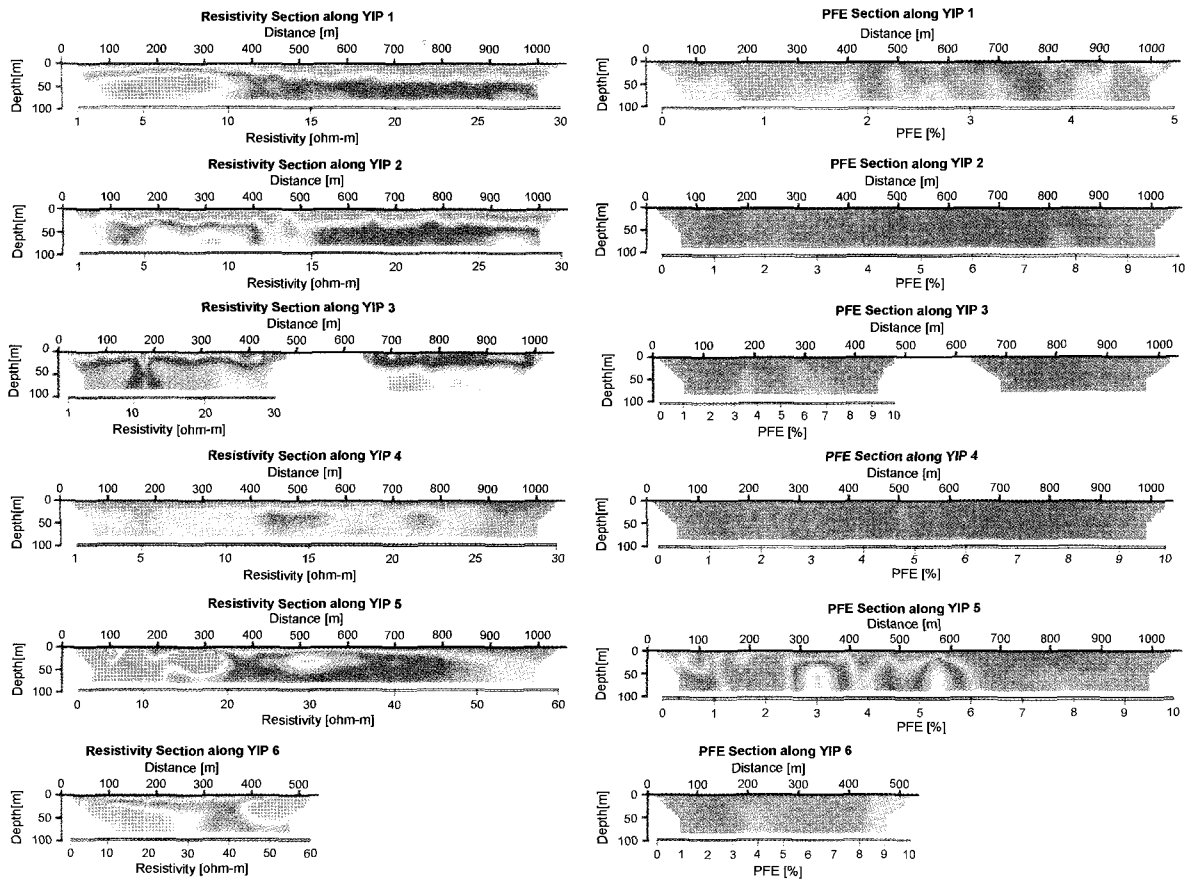 Resistivity Section along YIP 1
Distance [m]
0 100 200 300 400 500 600 700 800 900 1000
Depth[m]
0
50
100
1 5 10 15 20 25 30
Resistivity [ohm-m]
PFE Section along YIP 1
Distance [m]
0 100 200 300 400 500 600 700 800 900 1000
Depth[m]
0
50
100
0 1 2 3 4 5
PFE [%]
Resistivity Section along YIP 2
Distance [m]
0 100 200 300 400 500 600 700 800 900 1000
Depth[m]
0
50
100
1 5 10 15 20 25 30
Resistivity [ohm-m]
PFE Section along YIP 2
Distance [m]
0 100 200 300 400 500 600 700 800 900 1000
Depth[m]
0
50
100
0 1 2 3 4 5 6 7 8 9 10
PFE [%]
Resistivity Section along YIP 3
Distance [m]
0 100 200 300 400 500 600 700 800 900 1000
Depth[m]
0
50
100
1 10 20 30
Resistivity [ohm-m]
PFE Section along YIP 3
Distance [m]
0 100 200 300 400 500 600 700 800 900 1000
Depth[m]
0
50
100
0 1 2 3 4 5 6 7 8 9 10
PFE [%]
Resistivity Section along YIP 4
Distance [m]
0 100 200 300 400 500 600 700 800 900 1000
Depth[m]
0
50
100
1 5 10 15 20 25 30
Resistivity [ohm-m]
PFE Section along YIP 4
Distance [m]
0 100 200 300 400 500 600 700 800 900 1000
Depth[m]
0
50
100
0 1 2 3 4 5 6 7 8 9 10
PFE [%]
Resistivity Section along YIP 5
Distance [m]
0 100 200 300 400 500 600 700 800 900 1000
Depth[m]
0
50
100
0 10 20 30 40 50 60
Resistivity [ohm-m]
PFE Section along YIP 5
Distance [m]
0 100 200 300 400 500 600 700 800 900 1000
Depth[m]
0
50
100
0 1 2 3 4 5 6 7 8 9 10
PFE [%]
Resistivity Section along YIP 6
Distance [m]
0 100 200 300 400 500
Depth[m]
0
50
100
0 10 20 30 40 50 60
Resistivity [ohm-m]
PFE Section along YIP 6
Distance [m]
0 100 200 300 400 500
Depth[m]
0
50
100
0 1 2 3 4 5 6 7 8 9 10
PFE [%]